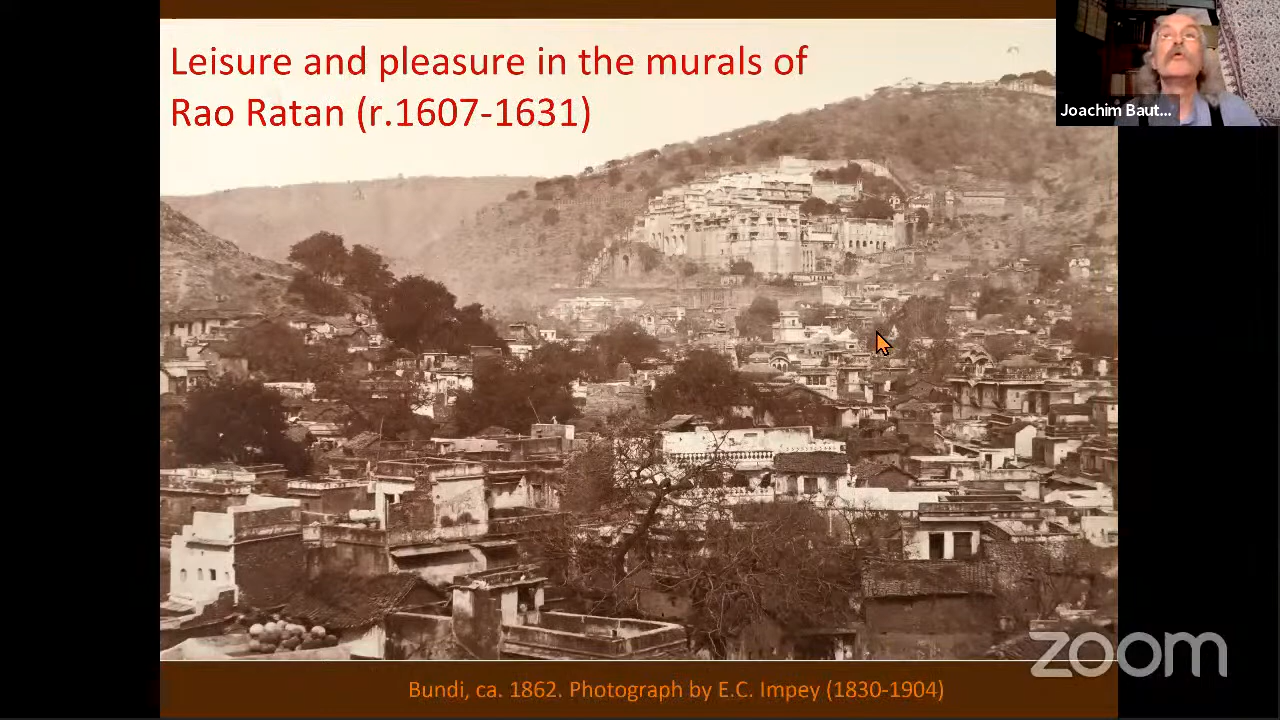 Leisure and pleasure in the murals of
Rao Ratan (r.1607-1631)
Joachim Baut...
zoom
Bundi, ca. 1862. Photograph by E.C. Impey (1830-1904)